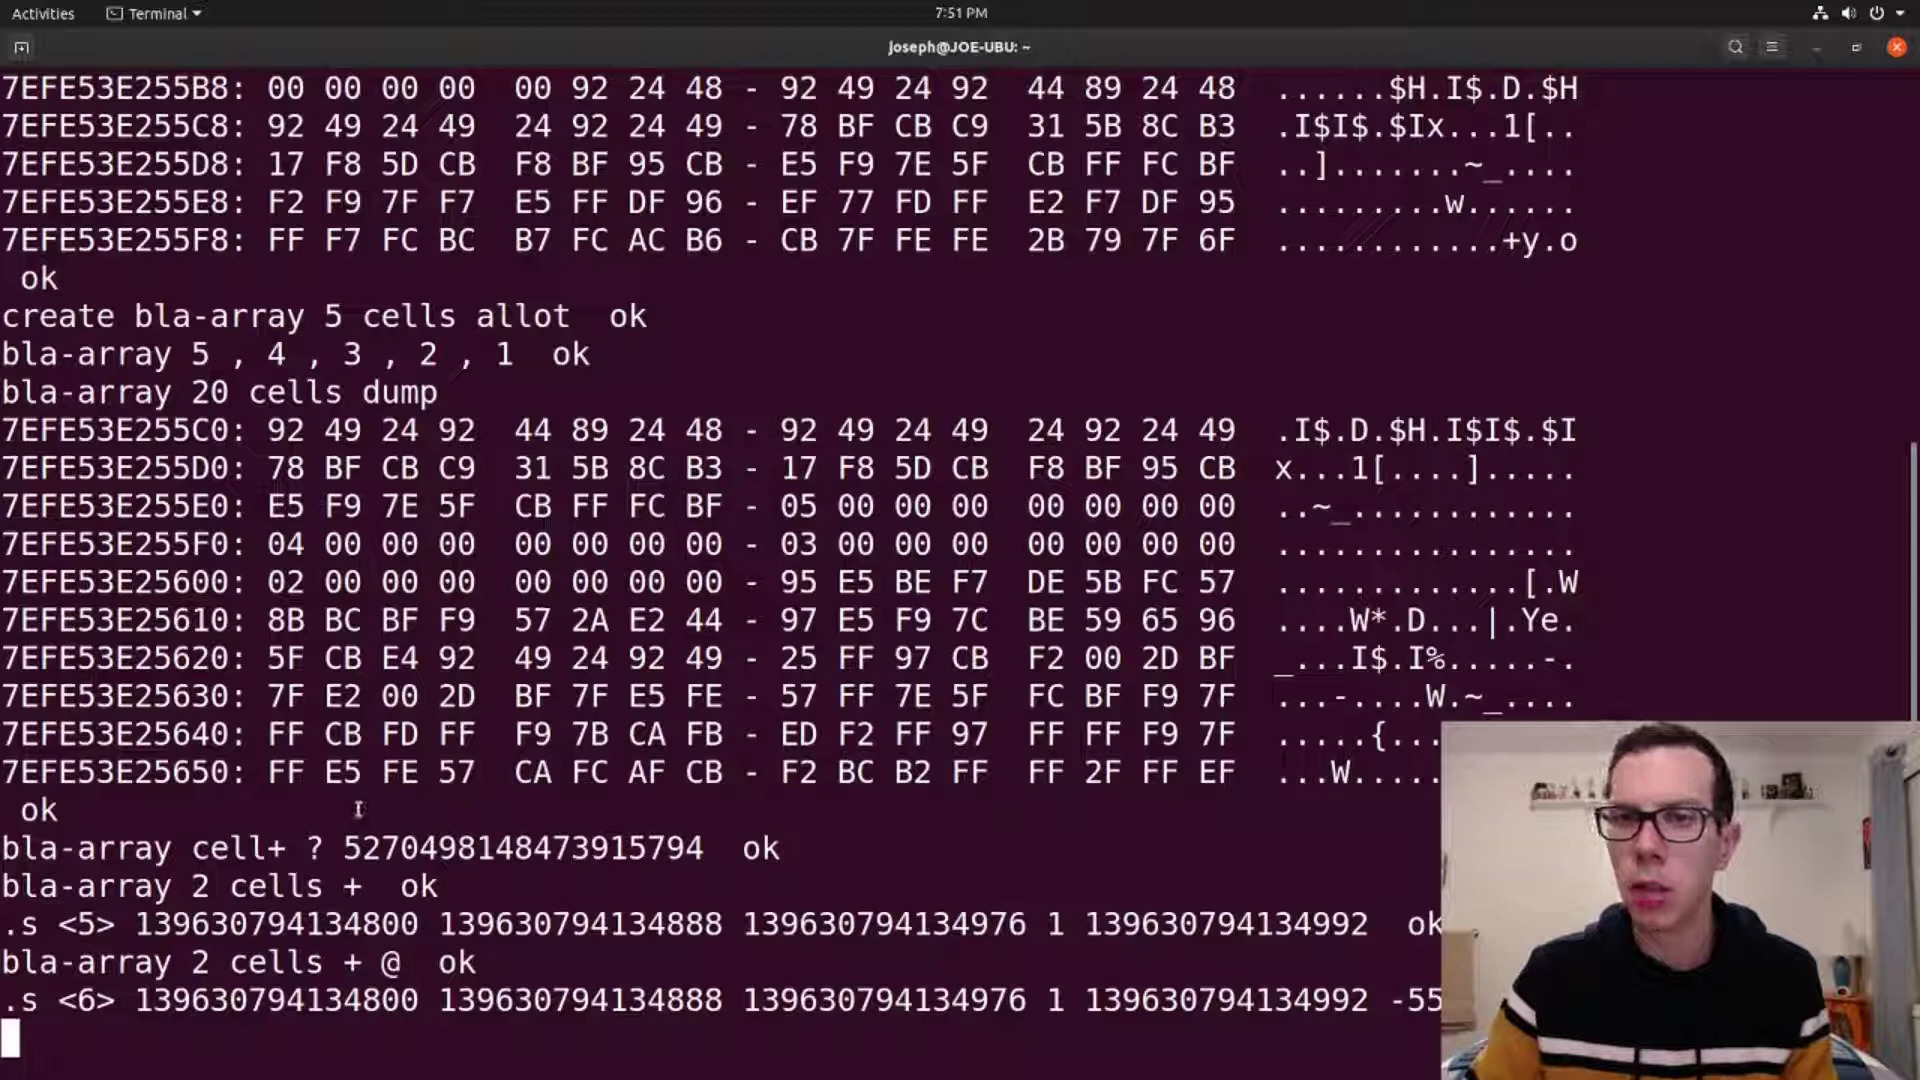 Activities Terminal 7:51 PM
joseph@JOE-UBU: ~
7EFE53E255B8: 00 00 00 00 00 92 24 48 - 92 49 24 92 44 89 24 48 ......$H.I$.D.$H
7EFE53E255C8: 92 49 24 49 24 92 24 49 - 78 BF CB C9 31 5B 8C B3 .I$I$.$Ix...1[..
7EFE53E255D8: 17 F8 5D CB F8 BF 95 CB - E5 F9 7E 5F CB FF FC BF ..].......~_....
7EFE53E255E8: F2 F9 7F F7 E5 FF DF 96 - EF 77 FD FF E2 F7 DF 95 .........w......
7EFE53E255F8: FF F7 FC BC B7 FC AC B6 - CB 7F FE FE 2B 79 7F 6F ............+y.o
ok
create bla-array 5 cells allot ok
bla-array 5 , 4 , 3 , 2 , 1 ok
bla-array 20 cells dump
7EFE53E255C0: 92 49 24 92 44 89 24 48 - 92 49 24 49 24 92 24 49 .I$.D.$H.I$I$.$I
7EFE53E255D0: 78 BF CB C9 31 5B 8C B3 - 17 F8 5D CB F8 BF 95 CB x...1[....].....
7EFE53E255E0: E5 F9 7E 5F CB FF FC BF - 05 00 00 00 00 00 00 00 ..~_............
7EFE53E255F0: 04 00 00 00 00 00 00 00 - 03 00 00 00 00 00 00 00 ................
7EFE53E25600: 02 00 00 00 00 00 00 00 - 95 E5 BE F7 DE 5B FC 57 .............[.W
7EFE53E25610: 8B BC BF F9 57 2A E2 44 - 97 E5 F9 7C BE 59 65 96 ....W*.D...|.Ye.
7EFE53E25620: 5F CB E4 92 49 24 92 49 - 25 FF 97 CB F2 00 2D BF _...I$.I%.....-.
7EFE53E25630: 7F E2 00 2D BF 7F E5 FE - 57 FF 7E 5F FC BF F9 7F ...-....W.~_....
7EFE53E25640: FF CB FD FF F9 7B CA FB - ED F2 FF 97 FF FF F9 7F .....{...
7EFE53E25650: FF E5 FE 57 CA FC AF CB - F2 BC B2 FF FF 2F FF EF ...W.....
ok
bla-array cell+ ? 5270498148473915794 ok
bla-array 2 cells + ok
.s <5> 139630794134800 139630794134888 139630794134976 1 139630794134992 ok
bla-array 2 cells + @ ok
.s <6> 139630794134800 139630794134888 139630794134976 1 139630794134992 -55